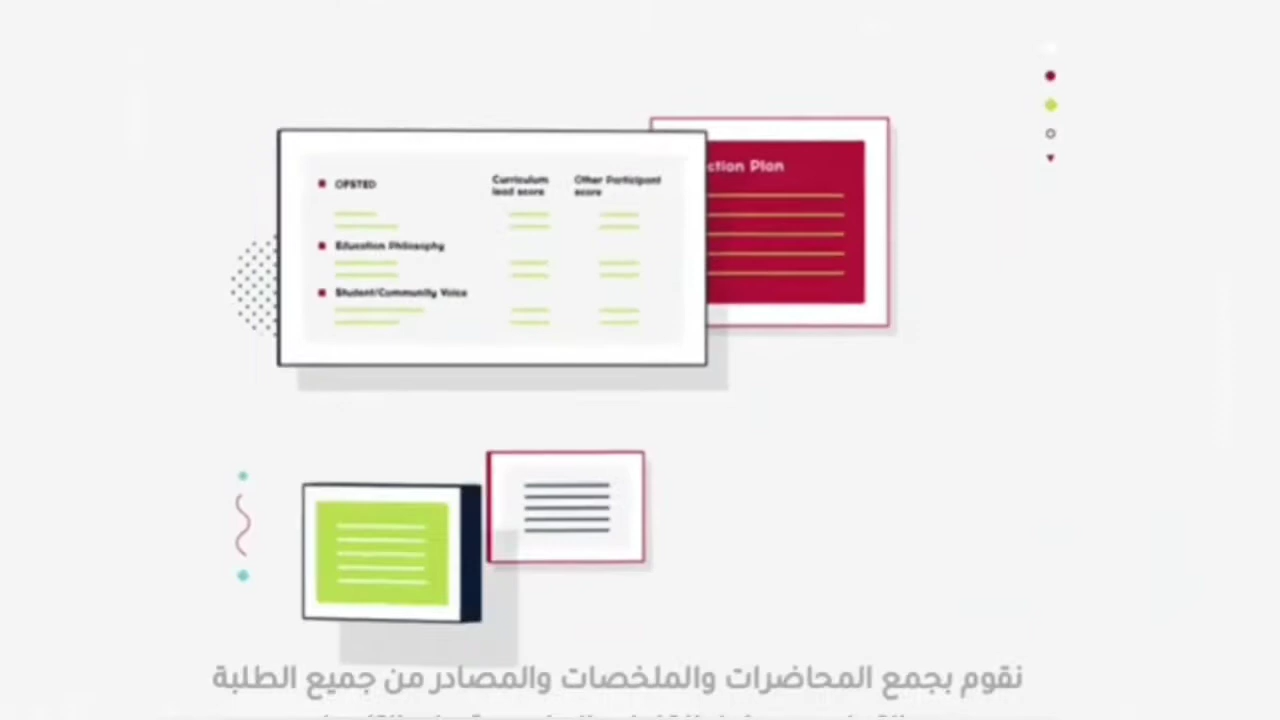 OFSTED
Curriculum
lead score
Other Participant
score
Education Philosophy
Student/Community Voice
ction Plan
نقوم بجمع المحاضرات والملخصات والمصادر من جميع الطلبة